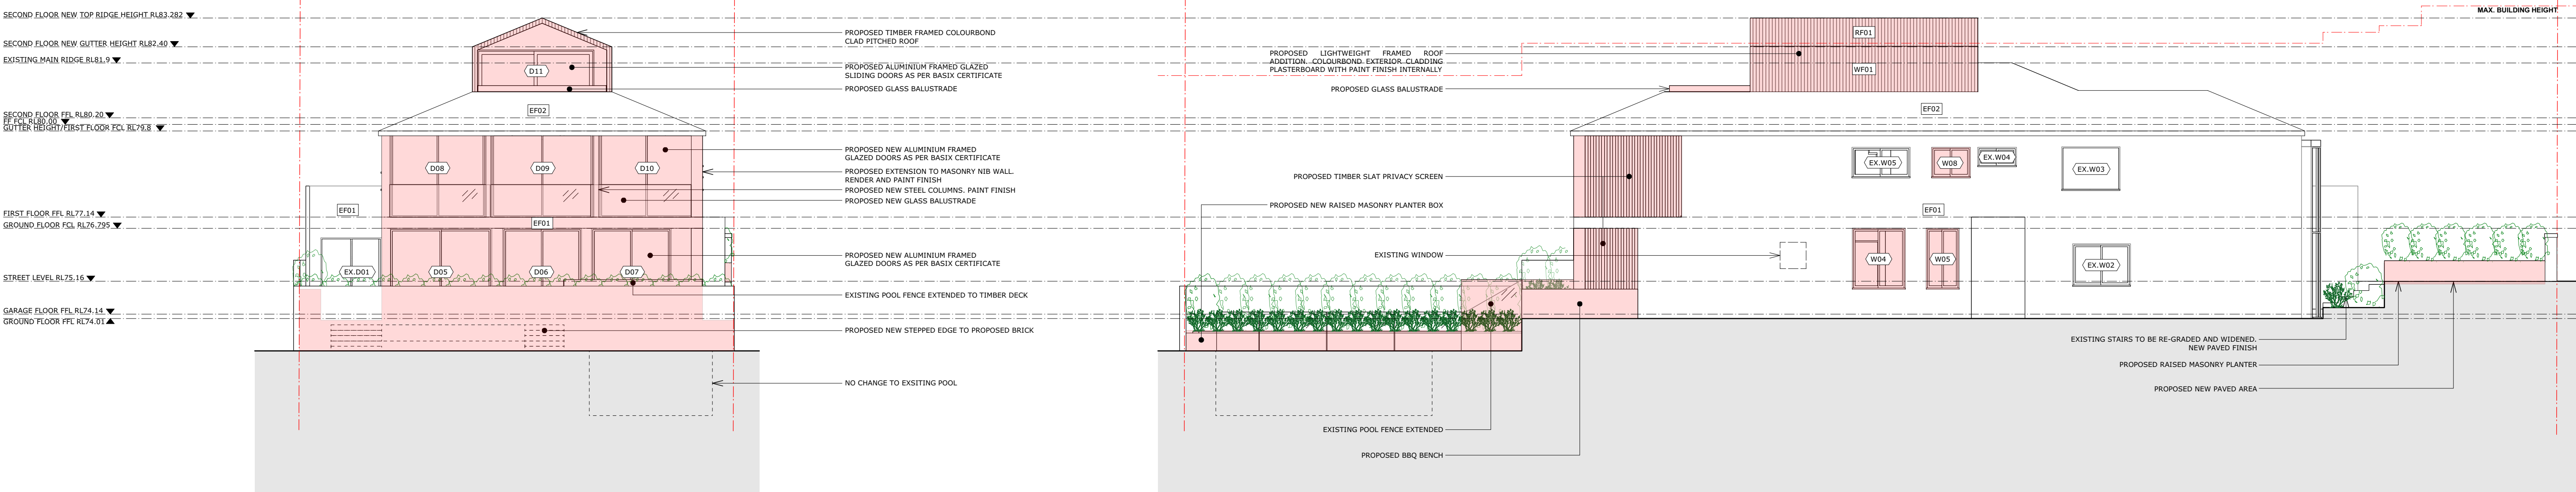 SECOND FLOOR NEW TOP RIDGE HEIGHT RL83.282
SECOND FLOOR NEW GUTTER HEIGHT RL82.40
EXISTING MAIN RIDGE RL81.9
SECOND FLOOR FFL RL80.20
FF FCL RL80.00
GUTTER HEIGHT/FIRST FLOOR FCL RL79.8
FIRST FLOOR FFL RL77.14
GROUND FLOOR FCL RL76.795
STREET LEVEL RL75.16
GARAGE FLOOR FFL RL74.14
GROUND FLOOR FFL RL74.01
D11
EF02
D08
D09
D10
EF01
EF01
EX.D01
D05
D06
D07
PROPOSED TIMBER FRAMED COLOURBOND
CLAD PITCHED ROOF
PROPOSED ALUMINIUM FRAMED GLAZED
SLIDING DOORS AS PER BASIX CERTIFICATE
PROPOSED GLASS BALUSTRADE
PROPOSED NEW ALUMINIUM FRAMED
GLAZED DOORS AS PER BASIX CERTIFICATE
PROPOSED EXTENSION TO MASONRY NIB WALL.
RENDER AND PAINT FINISH
PROPOSED NEW STEEL COLUMNS. PAINT FINISH
PROPOSED NEW GLASS BALUSTRADE
PROPOSED NEW ALUMINIUM FRAMED
GLAZED DOORS AS PER BASIX CERTIFICATE
EXISTING POOL FENCE EXTENDED TO TIMBER DECK
PROPOSED NEW STEPPED EDGE TO PROPOSED BRICK
NO CHANGE TO EXSITING POOL
PROPOSED LIGHTWEIGHT FRAMED ROOF
ADDITION. COLOURBOND EXTERIOR CLADDING
PLASTERBOARD WITH PAINT FINISH INTERNALLY
PROPOSED GLASS BALUSTRADE
PROPOSED TIMBER SLAT PRIVACY SCREEN
PROPOSED NEW RAISED MASONRY PLANTER BOX
EXISTING WINDOW
EXISTING POOL FENCE EXTENDED
PROPOSED BBQ BENCH
MAX. BUILDING HEIGHT
RF01
WF01
EF02
EX.W05
W08
EX.W04
EX.W03
EF01
W04
W05
EX.W02
EXISTING STAIRS TO BE RE-GRADED AND WIDENED.
NEW PAVED FINISH
PROPOSED RAISED MASONRY PLANTER
PROPOSED NEW PAVED AREA